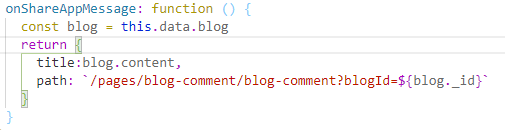 onShareAppMessage: function () {
const blog = this.data.blog
return {
title:blog.content,
path: `/pages/blog-comment/blog-comment?blogId=${blog._id}`
}
}